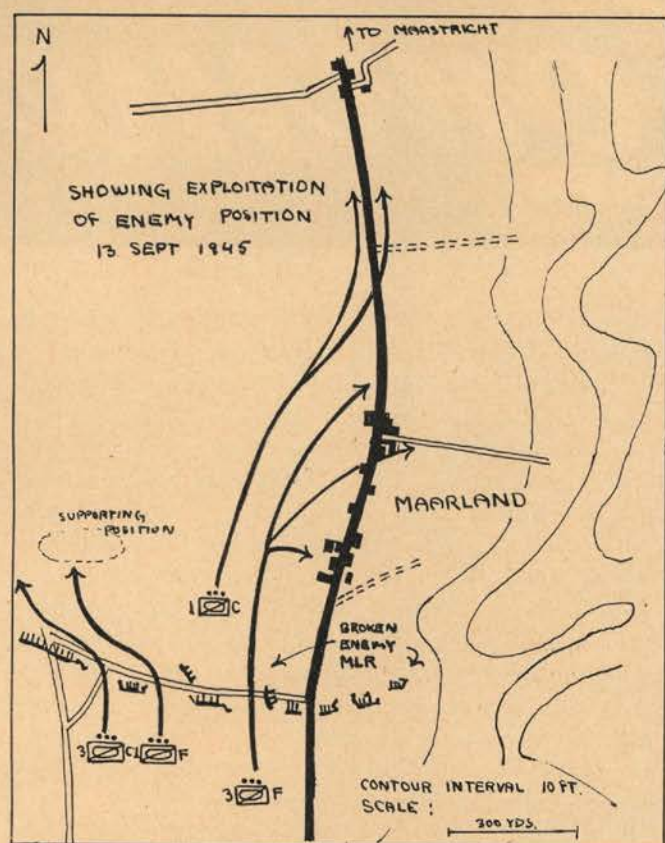 N
TO MAASTRICHT
SHOWING EXPLOITATION
OF ENEMY POSITION
13 SEPT 1945
MAARLAND
SUPPORTING
POSITION
1 C
BROKEN
ENEMY
MLR
3 C
1 F
3 F
CONTOUR INTERVAL 10 FT.
SCALE :
300 YDS.